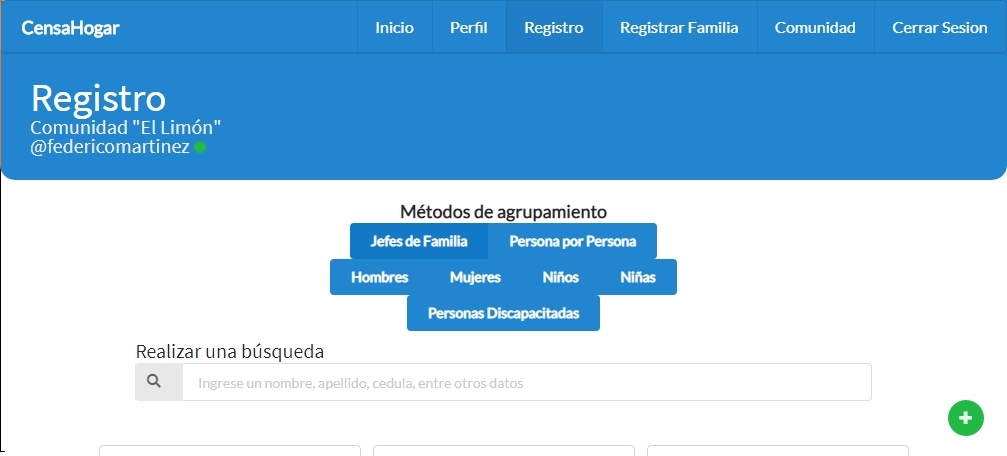 CensaHogar Inicio Perfil Registro Registrar Familia Comunidad Cerrar Sesion
Registro
Comunidad "El Limón"
@federicomartinez
Métodos de agrupamiento
Jefes de Familia Persona por Persona
Hombres Mujeres Niños Niñas
Personas Discapacitadas
Realizar una búsqueda
Ingrese un nombre, apellido, cedula, entre otros datos